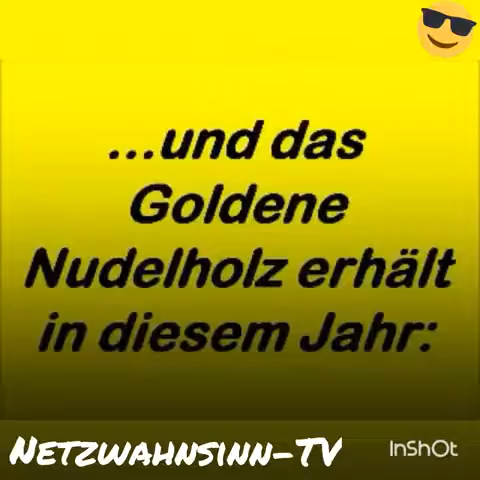 ...und das
Goldene
Nudelholz erhält
in diesem Jahr:
NETZWAHNSINN-TV
InShOt